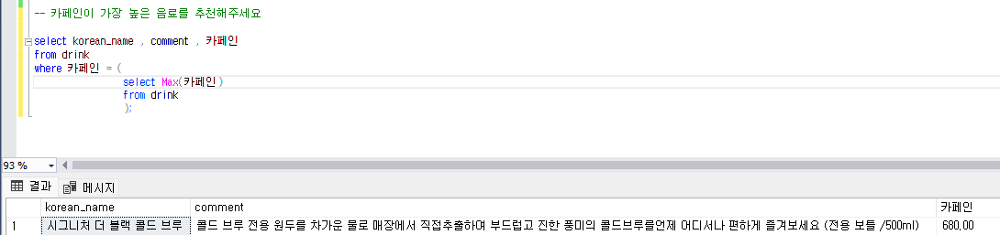 -- 카페인이 가장 높은 음료를 추천해주세요
select korean_name , comment , 카페인
from drink
where 카페인 = (
select Max(카페인)
from drink
);
93 %
결과 메시지
korean_name comment 카페인
1 시그니처 더 블랙 콜드 브루 콜드 브루 전용 원두를 차가운 물로 매장에서 직접추출하며 부드럽고 진한 풍미의 콜드브루를언제 어디서나 편하게 즐겨보세요 (전용 보틀 /500ml) 680,00